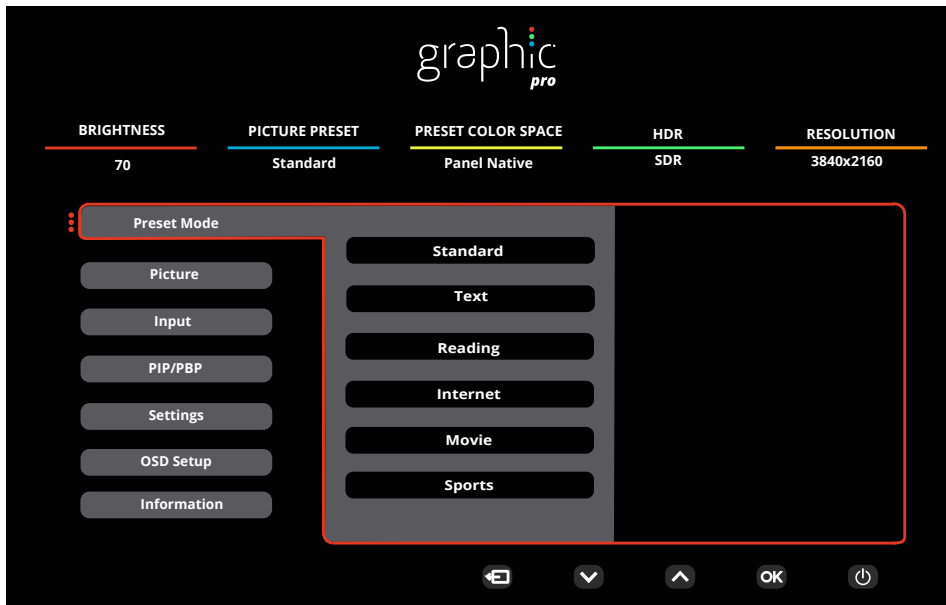 graphic
pro
BRIGHTNESS
PICTURE PRESET
PRESET COLOR SPACE
HDR
RESOLUTION
70
Standard
Panel Native
SDR
3840x2160
Preset Mode
Picture
Input
PIP/PBP
Settings
OSD Setup
Information
Standard
Text
Reading
Internet
Movie
Sports
OK